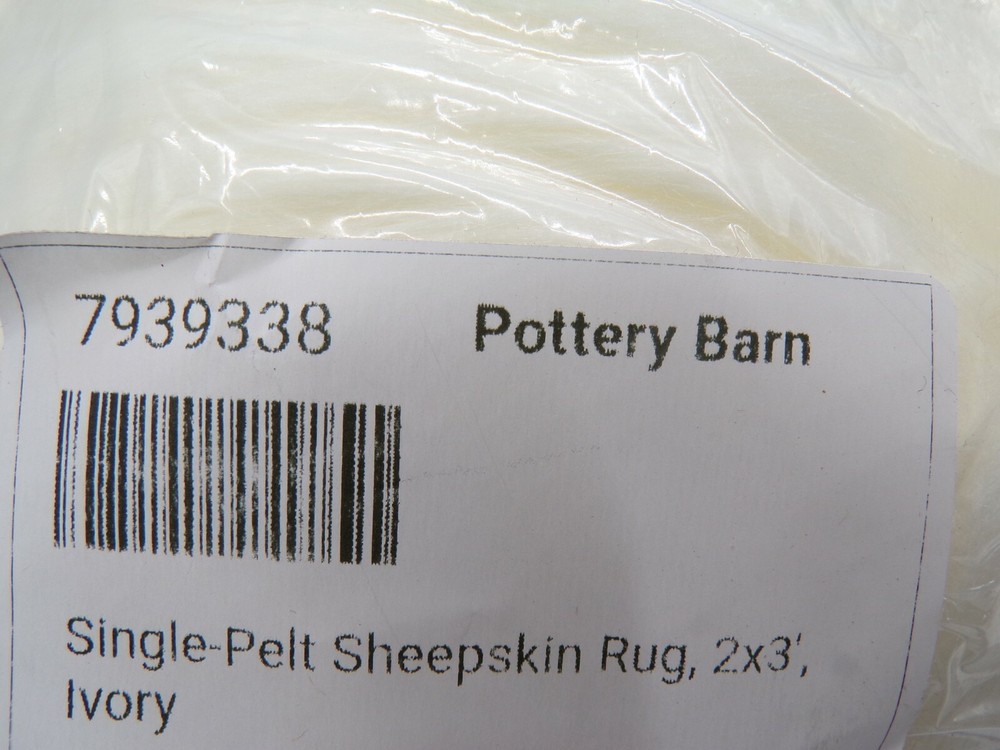 7939338 Pottery Barn
Single-Pelt Sheepskin Rug, 2x3',
Ivory